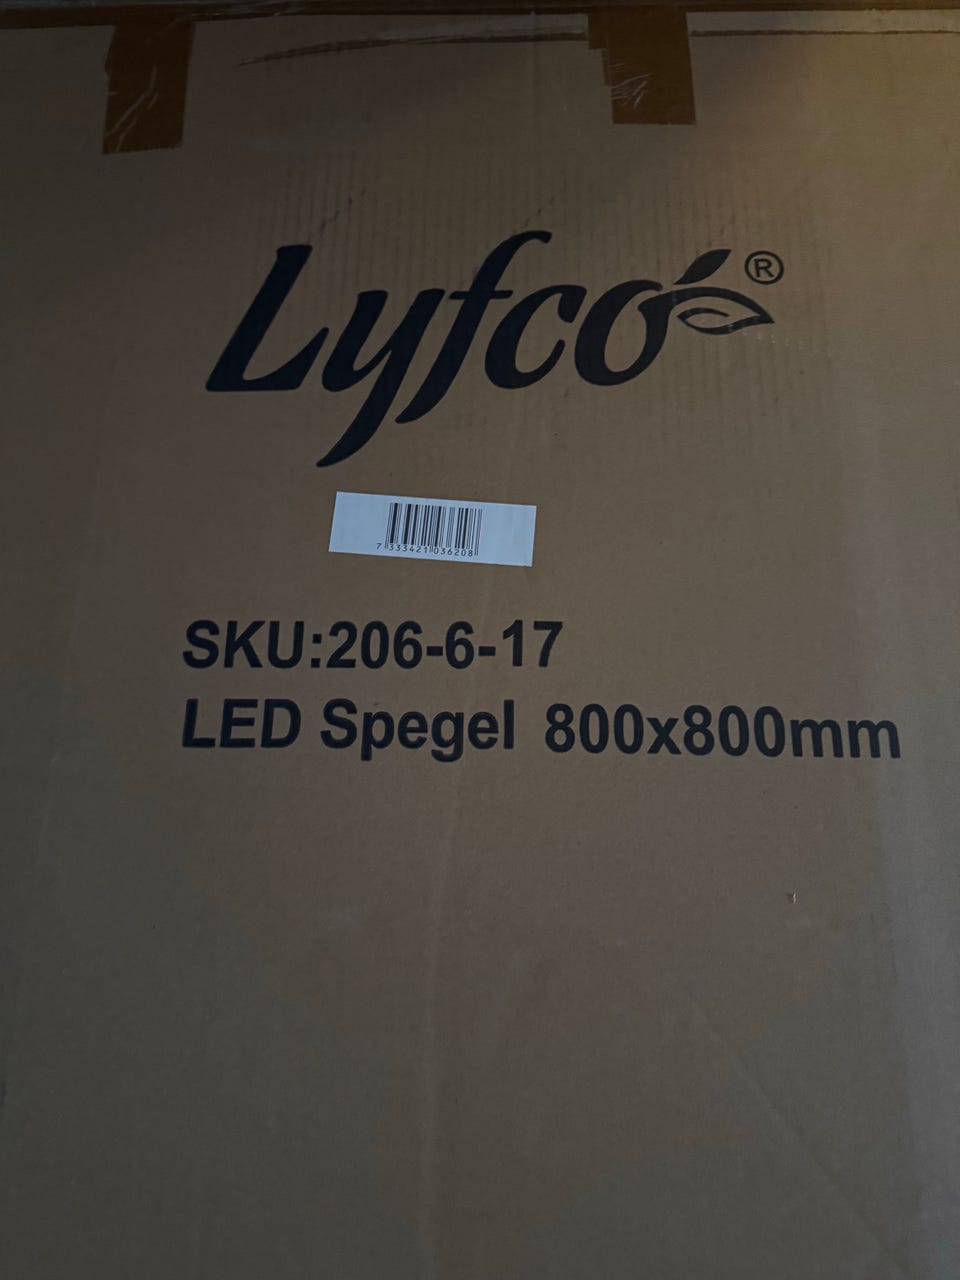 Lyfco®
7 333421 036208
SKU:206-6-17
LED Spegel 800x800mm